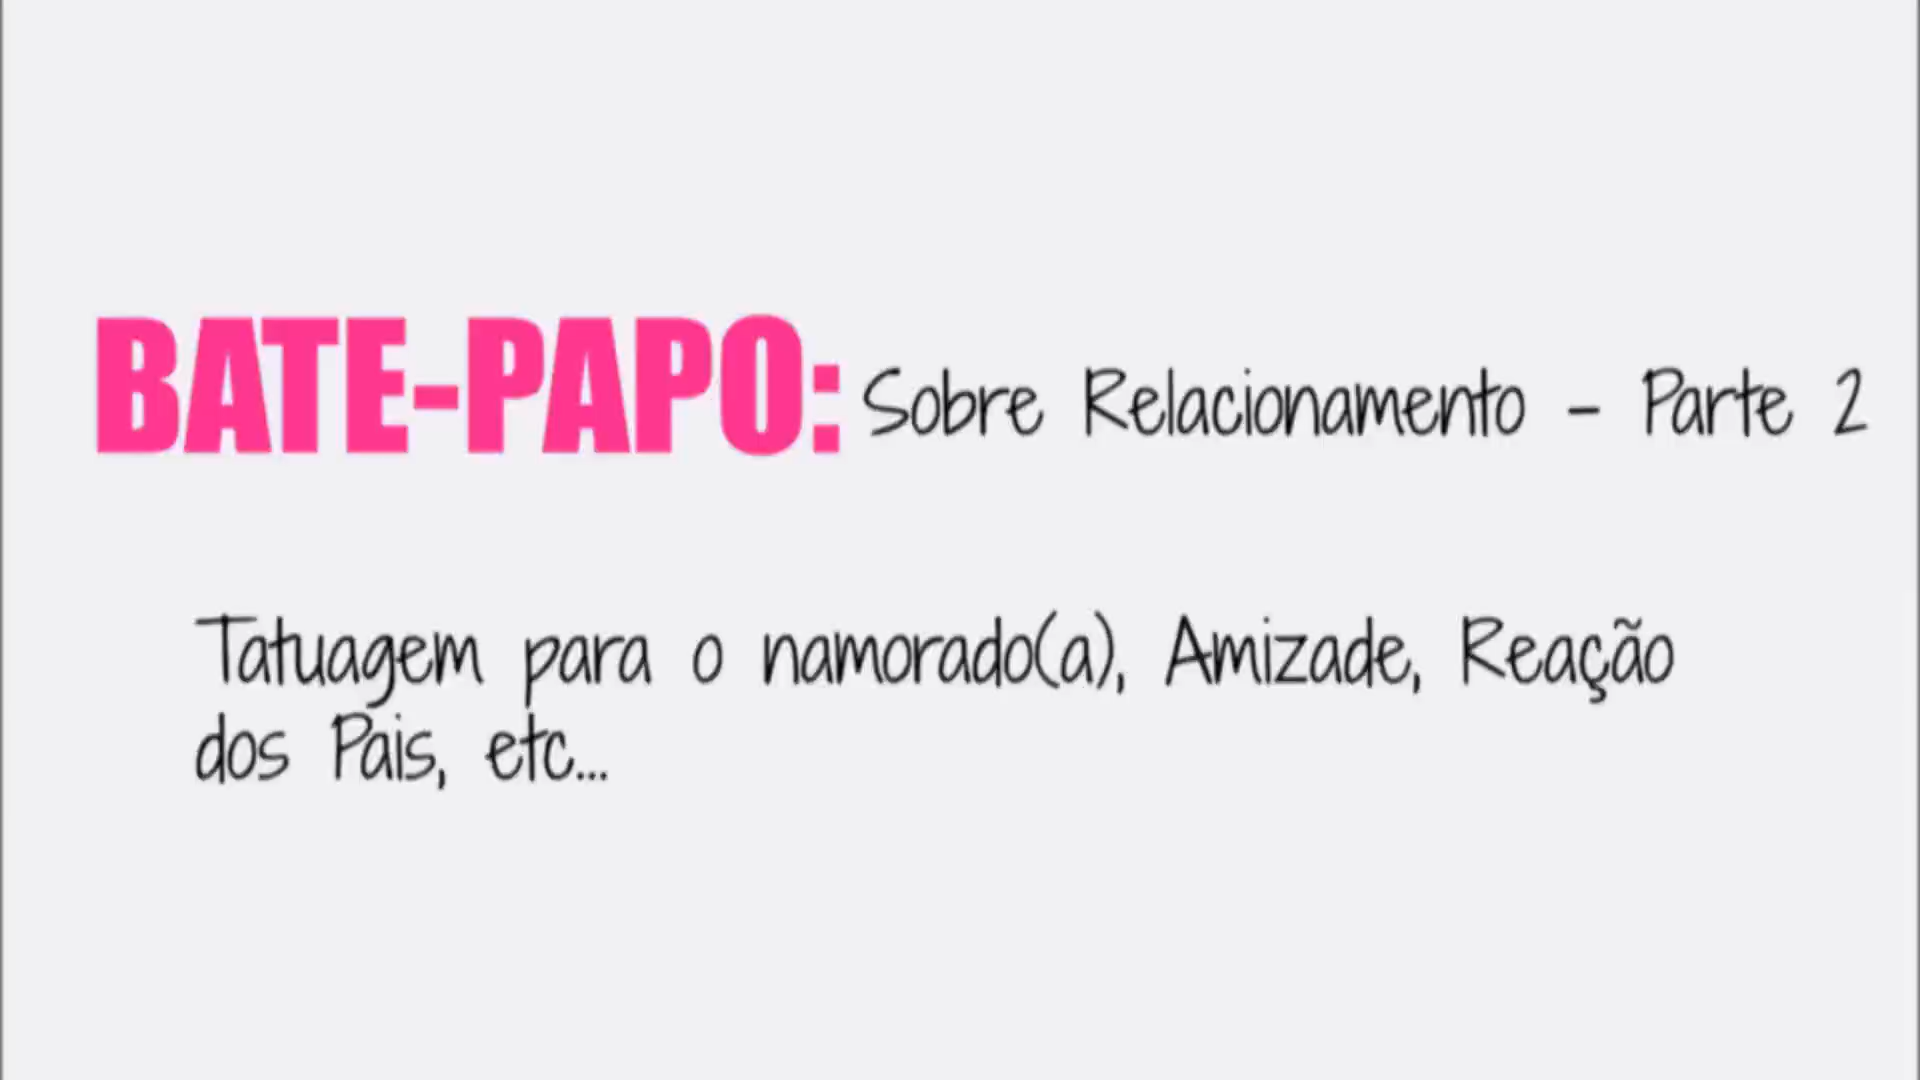 BATE-PAPO: Sobre Relacionamento - Parte 2
Tatuagem para o namorado(a), Amizade, Reação
dos Pais, etc...